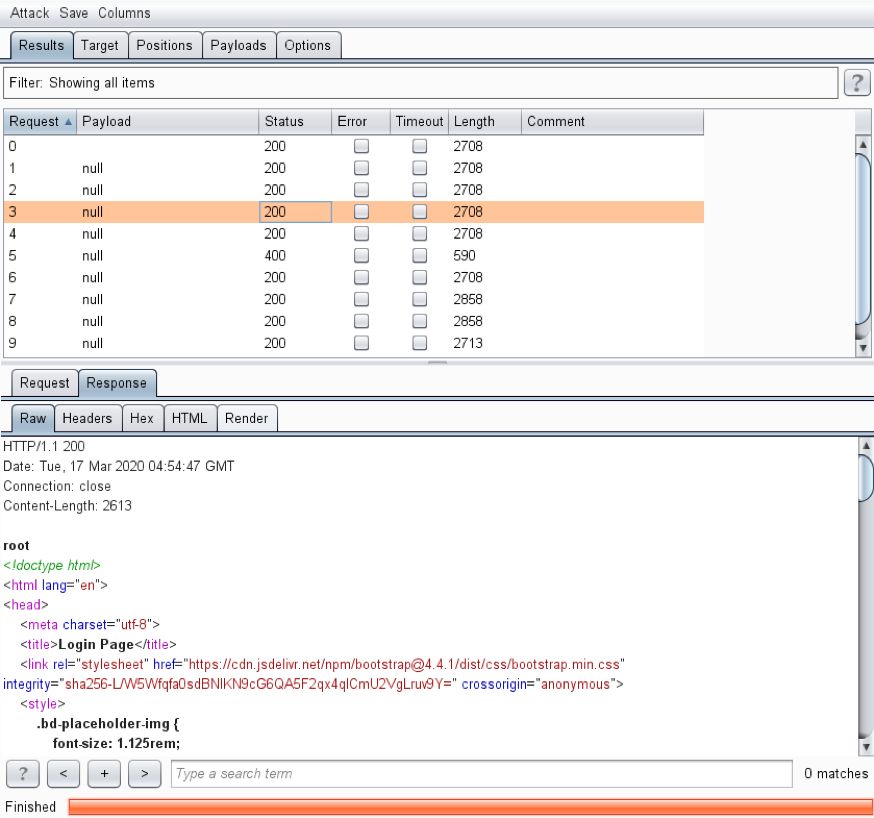 Attack Save Columns
Results Target Positions Payloads Options
Filter: Showing all items ?
Request Payload Status Error Timeout Length Comment
0 200 2708
1 null 200 2708
2 null 200 2708
3 null 200 2708
4 null 200 2708
5 null 400 590
6 null 200 2708
7 null 200 2858
8 null 200 2858
9 null 200 2713
Request Response
Raw Headers Hex HTML Render
HTTP/1.1 200
Date: Tue, 17 Mar 2020 04:54:47 GMT
Connection: close
Content-Length: 2613
root
<!doctype html>
<html lang="en">
<head>
<meta charset="utf-8">
<title>Login Page</title>
<link rel="stylesheet" href="https://cdn.jsdelivr.net/npm/bootstrap@4.4.1/dist/css/bootstrap.min.css"
integrity="sha256-L/W5Wfqfa0sdBNIKN9cG6QA5F2qx4qICmU2VgLruv9Y=" crossorigin="anonymous">
<style>
.bd-placeholder-img {
font-size: 1.125rem;
? < + > Type a search term 0 matches
Finished